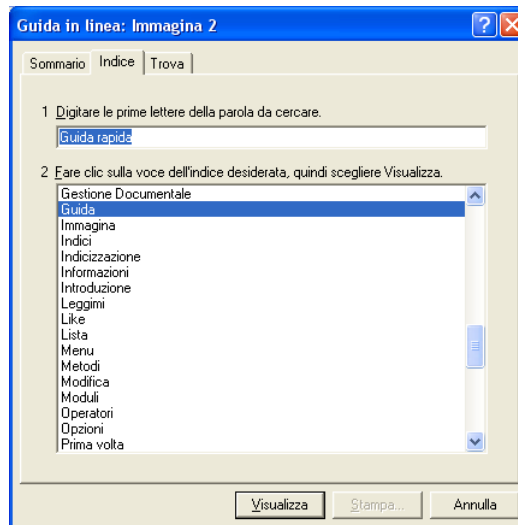 Guida in linea: Immagina 2
Sommario Indice Trova
1 Digitare le prime lettere della parola da cercare.
Guida rapida
2 Fare clic sulla voce dell'indice desiderata, quindi scegliere Visualizza.
Gestione Documentale
Guida
Immagina
Indici
Indicizzazione
Informazioni
Introduzione
Leggimi
Like
Lista
Menu
Metodi
Modifica
Moduli
Operatori
Opzioni
Prima volta
Visualizza Stampa... Annulla